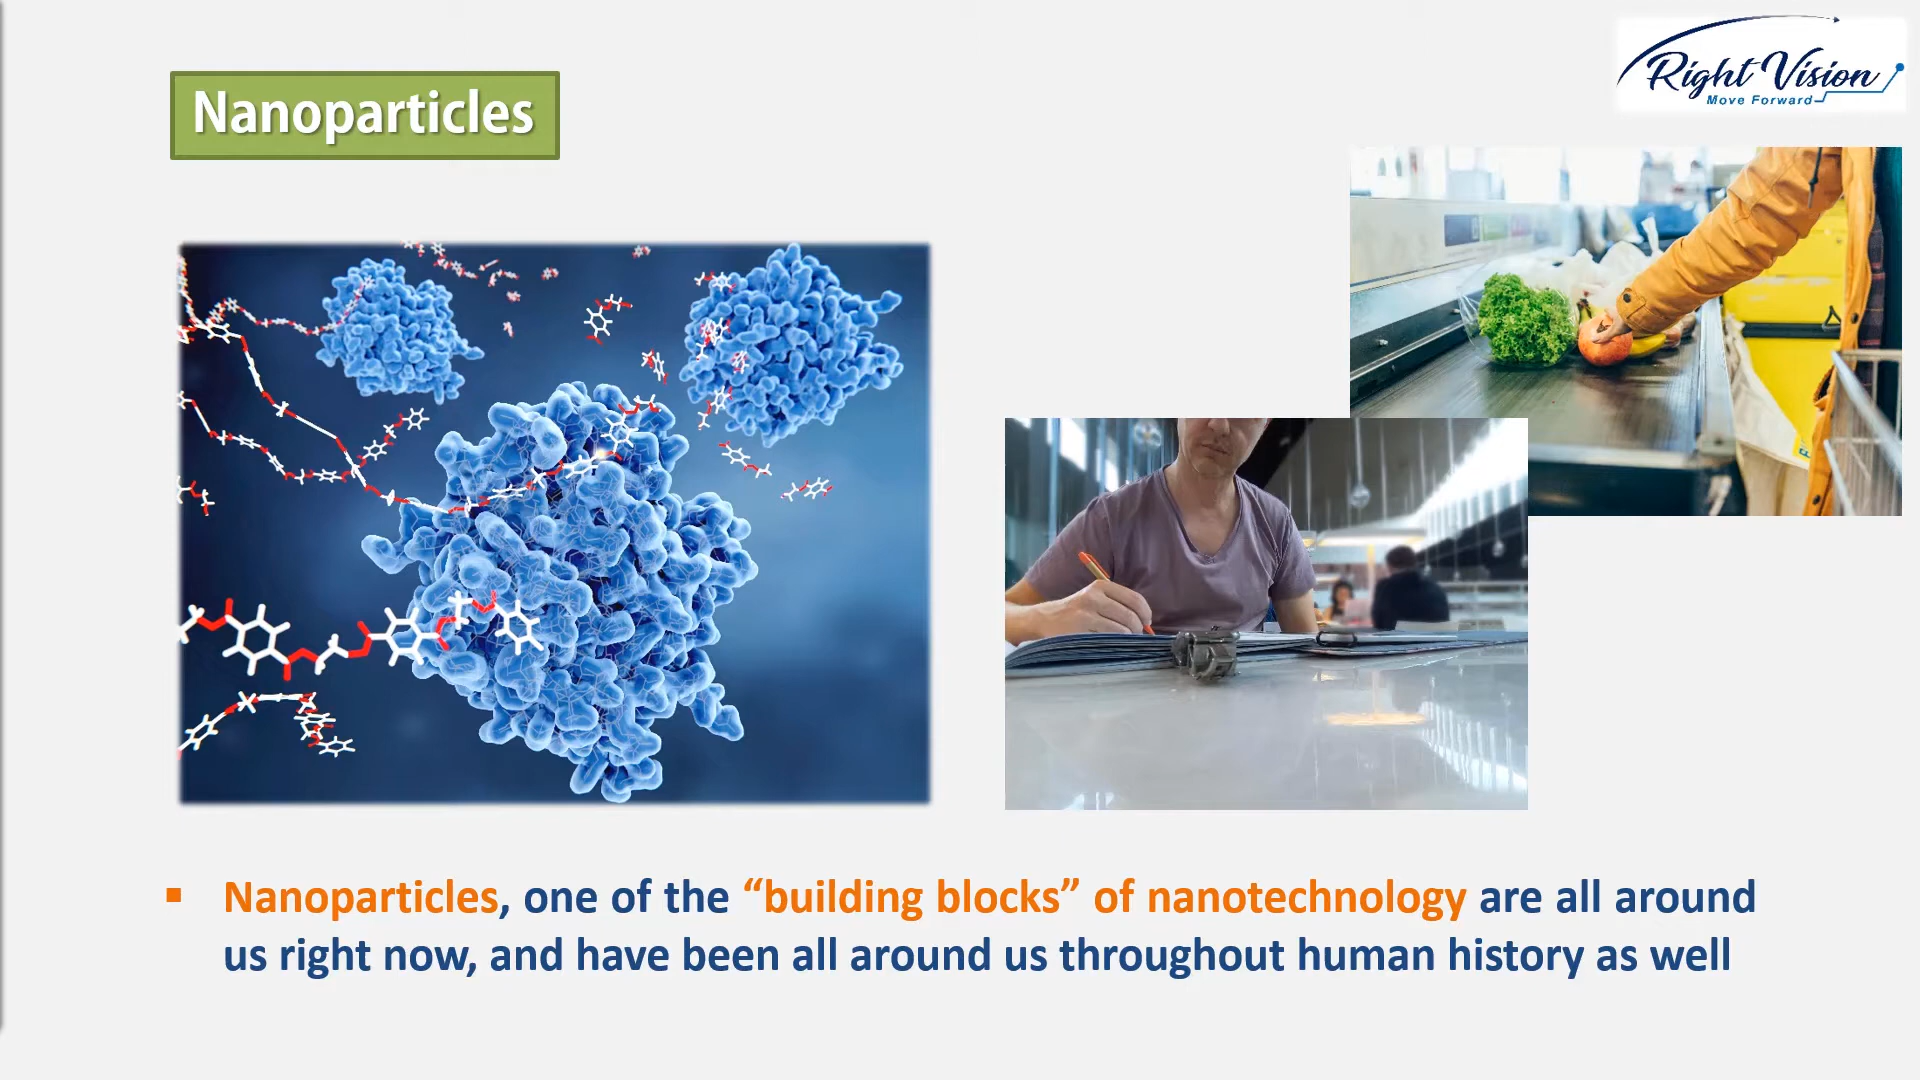 Nanoparticles
Right Vision
Move Forward
▪ Nanoparticles, one of the “building blocks” of nanotechnology are all around
us right now, and have been all around us throughout human history as well